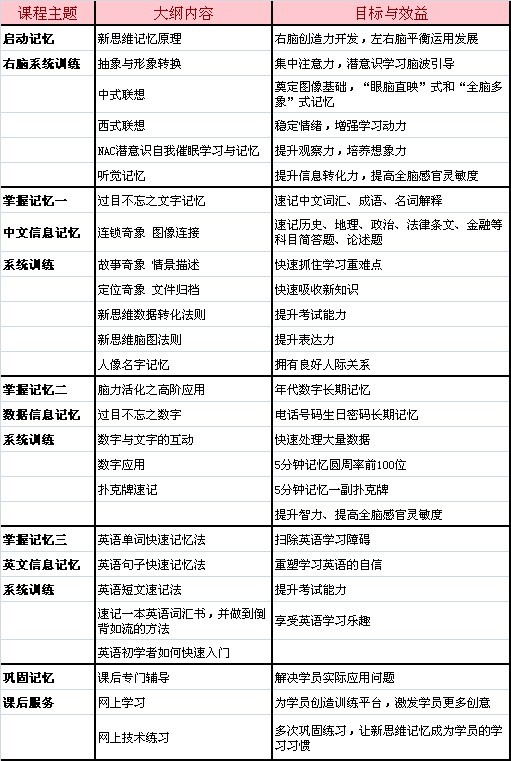 课程主题 大纲内容 目标与效益
启动记忆 新思维记忆原理 右脑创造力开发，左右脑平衡运用发展
右脑系统训练 抽象与形象转换 集中注意力，潜意识学习脑波引导
中式联想 奠定图像基础，“眼脑直映”式和“全脑多
象”式记忆
西式联想 稳定情绪，增强学习动力
NAC潜意识自我催眠学习与记忆 提升观察力，培养想象力
听觉记忆 提升信息转化力，提高全脑感官灵敏度
掌握记忆一 过目不忘之文字记忆 速记中文词汇、成语、名词解释
中文信息记忆 连锁奇象 图像连接 速记历史、地理、政治、法律条文、金融等
科目简答题、论述题
系统训练 故事奇象 情景描述 快速抓住学习重难点
定位奇象 文件归档 快速吸收新知识
新思维数据转化法则 提升考试能力
新思维脑图法则 提升表达力
人像名字记忆 拥有良好人际关系
掌握记忆二 脑力活化之高阶应用 年代数字长期记忆
数据信息记忆 过目不忘之数字 电话号码生日密码长期记忆
系统训练 数字与文字的互动 快速处理大量数据
数字应用 5分钟记忆圆周率前100位
扑克牌速记 5分钟记忆一副扑克牌
提升智力、提高全脑感官灵敏度
掌握记忆三 英语单词快速记忆法 扫除英语学习障碍
英文信息记忆 英语句子快速记忆法 重塑学习英语的自信
系统训练 英语短文速记法 提升考试能力
速记一本英语词汇书，并做到倒
背如流的方法 享受英语学习乐趣
英语初学者如何快速入门
巩固记忆 课后专门辅导 解决学员实际应用问题
课后服务 网上学习 为学员创造训练平台，激发学员更多创意
网上技术练习 多次巩固练习，让新思维记忆成为学员的学
习习惯